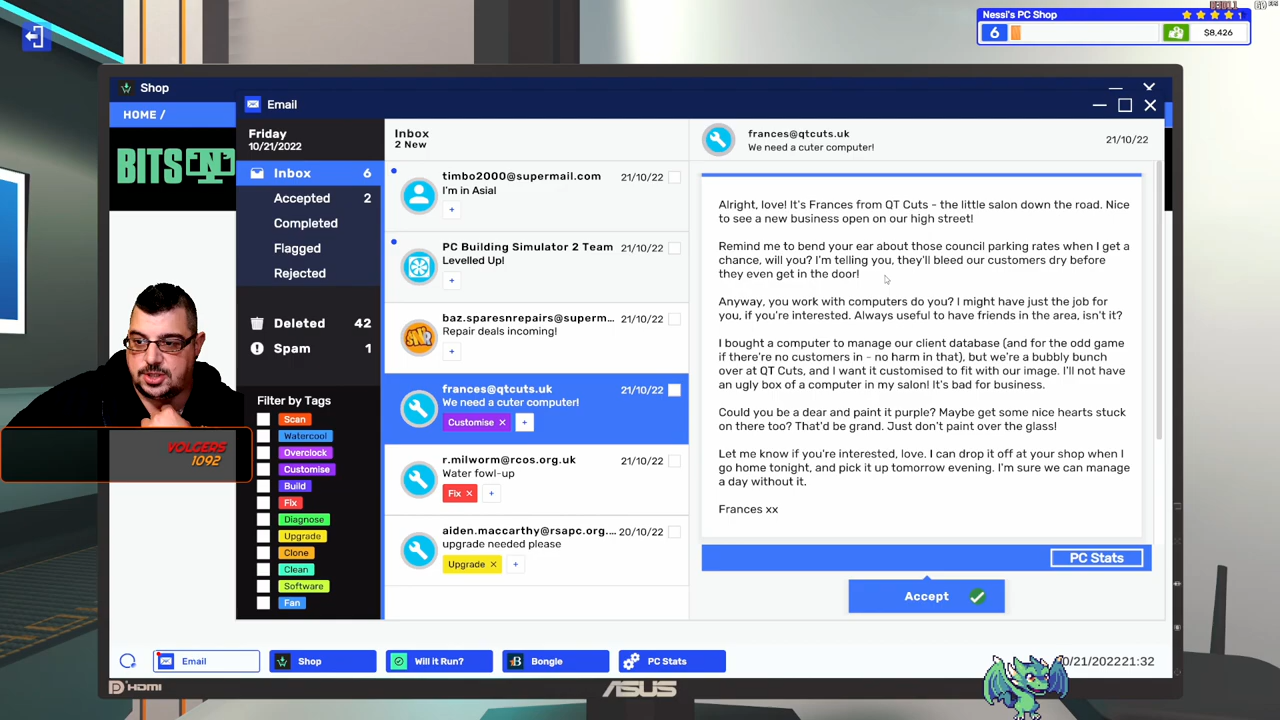 Nessi's PC Shop
6
$8,426
Shop
HOME /
BITSN
Email
Friday
10/21/2022
Inbox 6
Accepted 2
Completed
Flagged
Rejected
Deleted 42
Spam 1
Filter by Tags
Scan
Watercool
Overclock
Customise
Build
Fix
Diagnose
Upgrade
Clone
Clean
Software
Fan
Inbox
2 New
timbo2000@supermail.com 21/10/22
I'm in Asia!
+
PC Building Simulator 2 Team 21/10/22
Levelled Up!
+
baz.sparesnrepairs@superm... 21/10/22
Repair deals incoming!
+
frances@qtcuts.uk 21/10/22
We need a cuter computer!
Customise × +
r.milworm@rcos.org.uk 21/10/22
Water fowl-up
Fix × +
aiden.maccarthy@rsapc.org.... 20/10/22
upgrade needed please
Upgrade × +
frances@qtcuts.uk 21/10/22
We need a cuter computer!
Alright, love! It's Frances from QT Cuts - the little salon down the road. Nice
to see a new business open on our high street!
Remind me to bend your ear about those council parking rates when I get a
chance, will you? I'm telling you, they'll bleed our customers dry before
they even get in the door!
Anyway, you work with computers do you? I might have just the job for
you, if you're interested. Always useful to have friends in the area, isn't it?
I bought a computer to manage our client database (and for the odd game
if there're no customers in - no harm in that), but we're a bubbly bunch
over at QT Cuts, and I want it customised to fit with our image. I'll not have
an ugly box of a computer in my salon! It's bad for business.
Could you be a dear and paint it purple? Maybe get some nice hearts stuck
on there too? That'd be grand. Just don't paint over the glass!
Let me know if you're interested, love. I can drop it off at your shop when I
go home tonight, and pick it up tomorrow evening. I'm sure we can manage
a day without it.
Frances xx
PC Stats
Accept
VOLGERS
1092
Email
Shop
Will it Run?
Bongle
PC Stats
0/21/2022 21:32
HDMI
ASUS